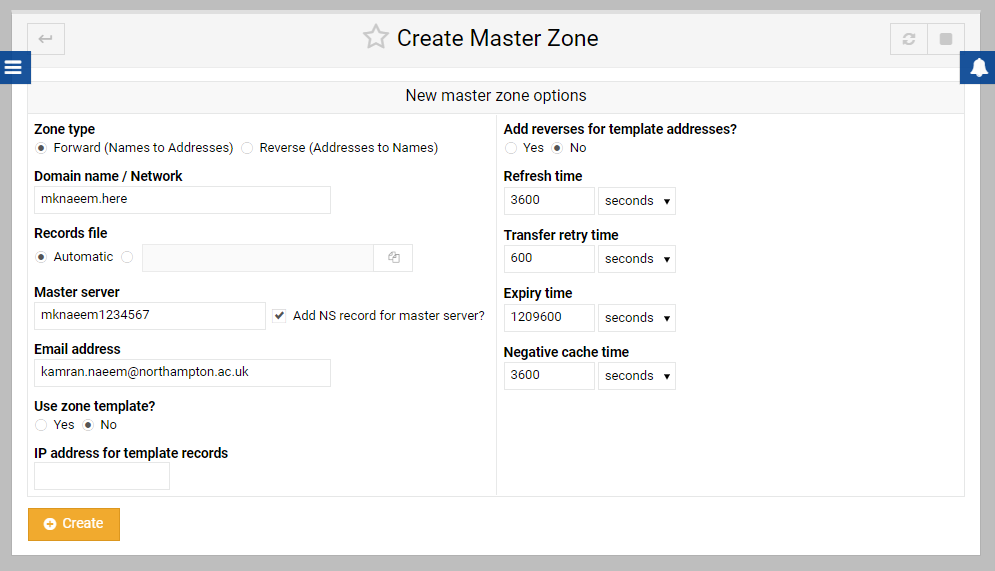 Create Master Zone
New master zone options
Zone type
Forward (Names to Addresses) Reverse (Addresses to Names)
Domain name / Network
mknaeem.here
Records file
Automatic
Master server
mknaeem1234567 Add NS record for master server?
Email address
kamran.naeem@northampton.ac.uk
Use zone template?
Yes No
IP address for template records
Add reverses for template addresses?
Yes No
Refresh time
3600 seconds
Transfer retry time
600 seconds
Expiry time
1209600 seconds
Negative cache time
3600 seconds
Create